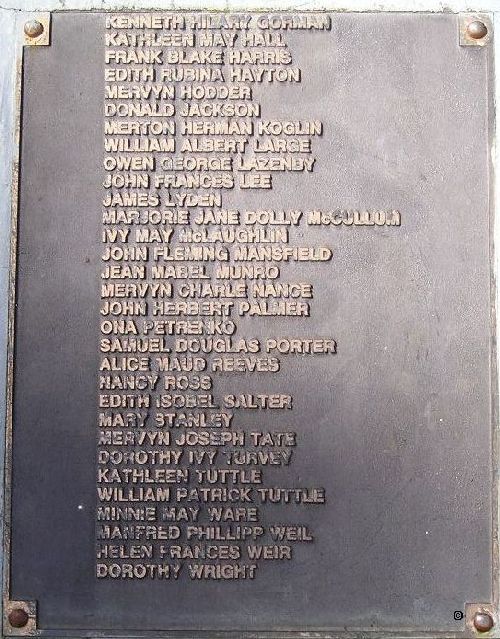 KENNETH HILARY GORMAN
KATHLEEN MAY HALL
FRANK BLAKE HARRIS
EDITH RUBINA HAYTON
MERVYN HODDER
DONALD JACKSON
MERTON HERMAN KOGLIN
WILLIAM ALBERT LARGE
OWEN GEORGE LAZENBY
JOHN FRANCES LEE
JAMES LYDEN
MARJORIE JANE DOLLY McCULLUM
IVY MAY McLAUGHLIN
JOHN FLEMING MANSFIELD
JEAN MABEL MUNRO
MERVYN CHARLE NANCE
JOHN HERBERT PALMER
ONA PETRENKO
SAMUEL DOUGLAS PORTER
ALICE MAUD REEVES
NANCY ROSS
EDITH ISOBEL SALTER
MARY STANLEY
MERVYN JOSEPH TATE
DOROTHY IVY TURVEY
KATHLEEN TUTTLE
WILLIAM PATRICK TUTTLE
MINNIE MAY WARE
MANFRED PHILLIPP WEIL
HELEN FRANCES WEIR
DOROTHY WRIGHT
©